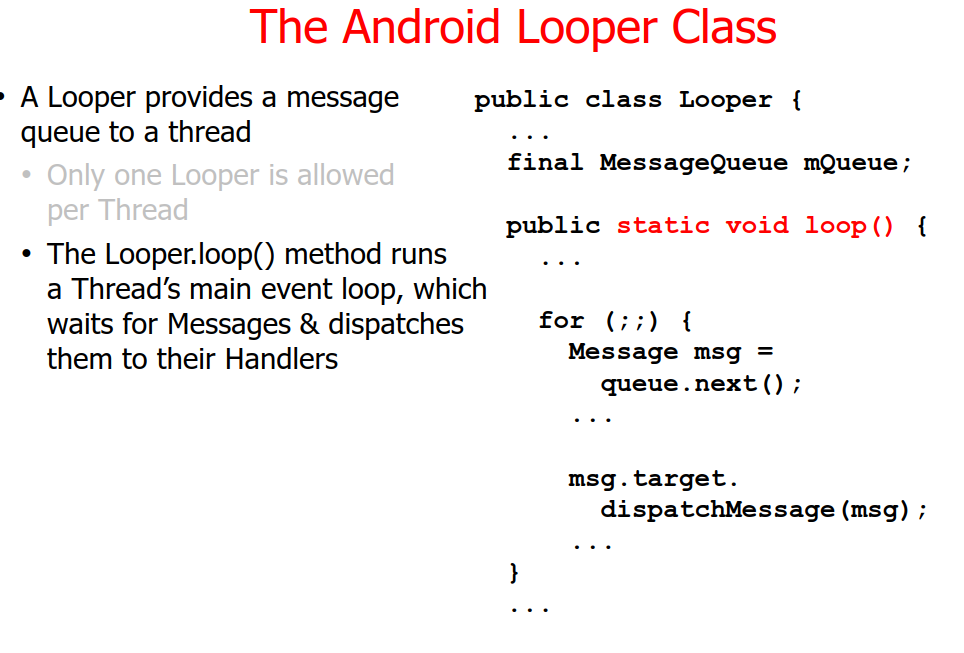 The Android Looper Class
• A Looper provides a message
queue to a thread
• Only one Looper is allowed
per Thread
• The Looper.loop() method runs
a Thread’s main event loop, which
waits for Messages & dispatches
them to their Handlers
public class Looper {
...
final MessageQueue mQueue;
public static void loop() {
...
for (;;) {
Message msg =
queue.next();
...
msg.target.
dispatchMessage(msg);
...
}
...